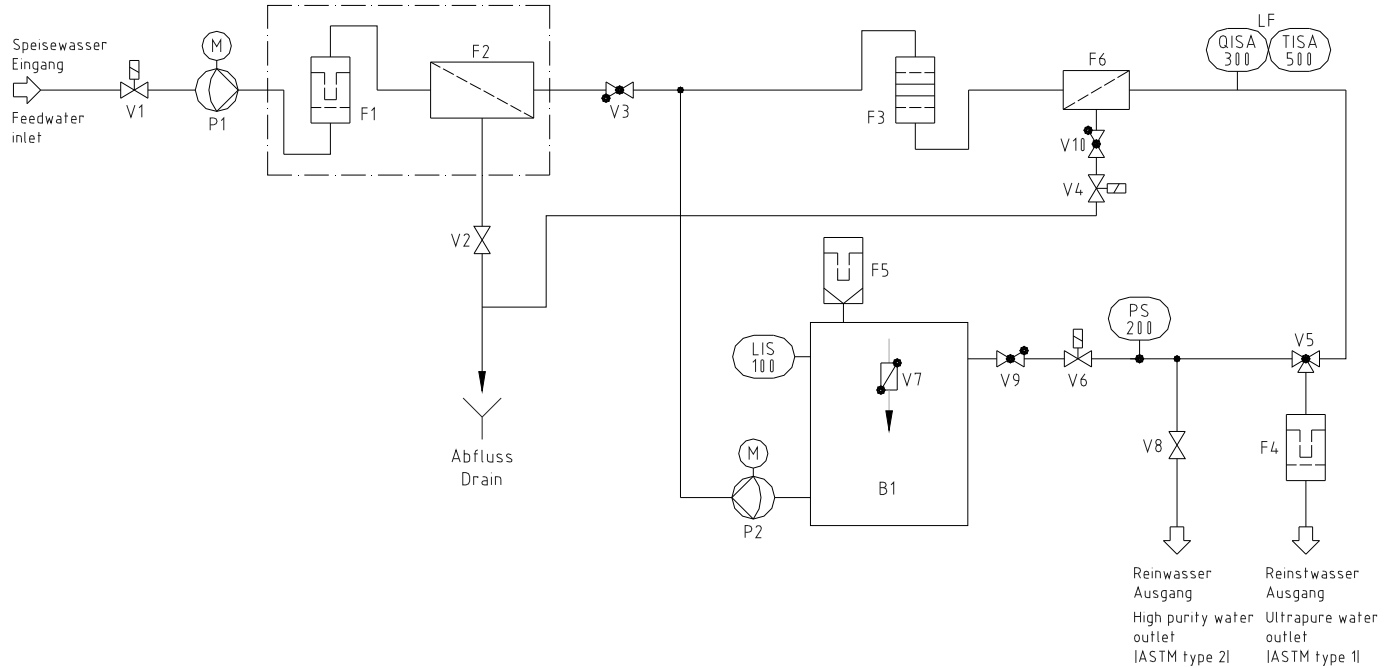 Speisewasser
Eingang
Feedwater
inlet
V1
M
P1
F1
F2
V3
F3
F6
LF
QISA
300
TISA
500
V10
V4
V2
Abfluss
Drain
F5
LIS
100
V7
B1
M
P2
V9
V6
PS
200
V5
V8
F4
Reinwasser
Ausgang
High purity water
outlet
|ASTM type 2|
Reinstwasser
Ausgang
Ultrapure water
outlet
|ASTM type 1|